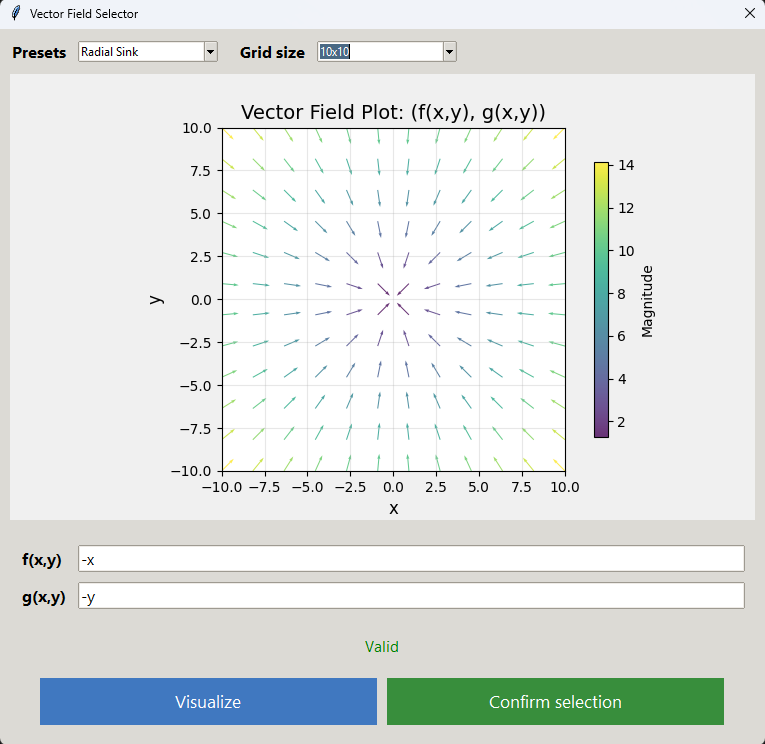 Vector Field Selector
Presets Radial Sink Grid size 10x10
Vector Field Plot: (f(x,y), g(x,y))
10.0
7.5
5.0
2.5
0.0
−2.5
−5.0
−7.5
−10.0
y
−10.0 −7.5 −5.0 −2.5 0.0 2.5 5.0 7.5 10.0
x
14
12
10
8
6
4
2
Magnitude
f(x,y) -x
g(x,y) -y
Valid
Visualize Confirm selection